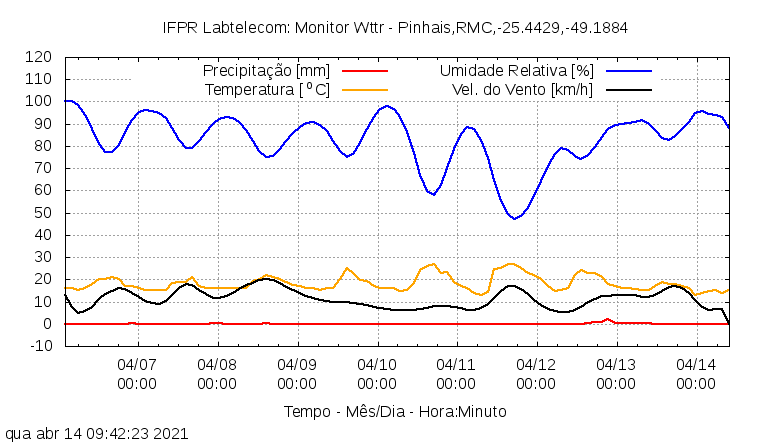 IFPR Labtelecom: Monitor Wttr - Pinhais,RMC,-25.4429,-49.1884
Precipitação [mm]
Temperatura [ºC]
Umidade Relativa [%]
Vel. do Vento [km/h]
120
110
100
90
80
70
60
50
40
30
20
10
0
-10
04/07 04/08 04/09 04/10 04/11 04/12 04/13 04/14
00:00 00:00 00:00 00:00 00:00 00:00 00:00 00:00
Tempo - Mês/Dia - Hora:Minuto
qua abr 14 09:42:23 2021